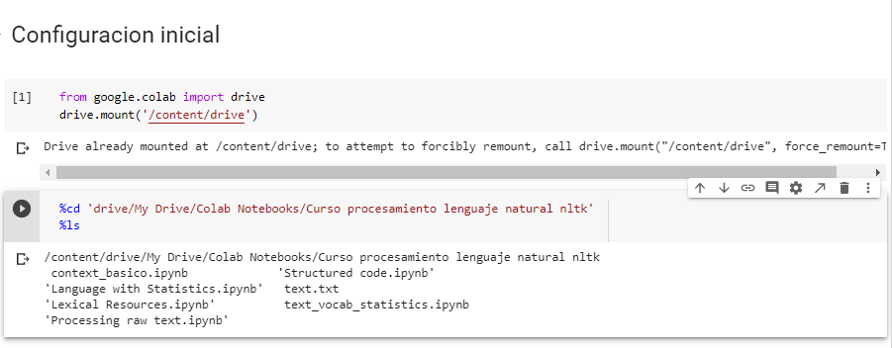 Configuracion inicial
[1] from google.colab import drive
drive.mount('/content/drive')
Drive already mounted at /content/drive; to attempt to forcibly remount, call drive.mount("/content/drive", force_remount=T
%cd 'drive/My Drive/Colab Notebooks/Curso procesamiento lenguaje natural nltk'
%ls
/content/drive/My Drive/Colab Notebooks/Curso procesamiento lenguaje natural nltk
context_basico.ipynb 'Structured code.ipynb'
'Language with Statistics.ipynb' text.txt
'Lexical Resources.ipynb' text_vocab_statistics.ipynb
'Processing raw text.ipynb'